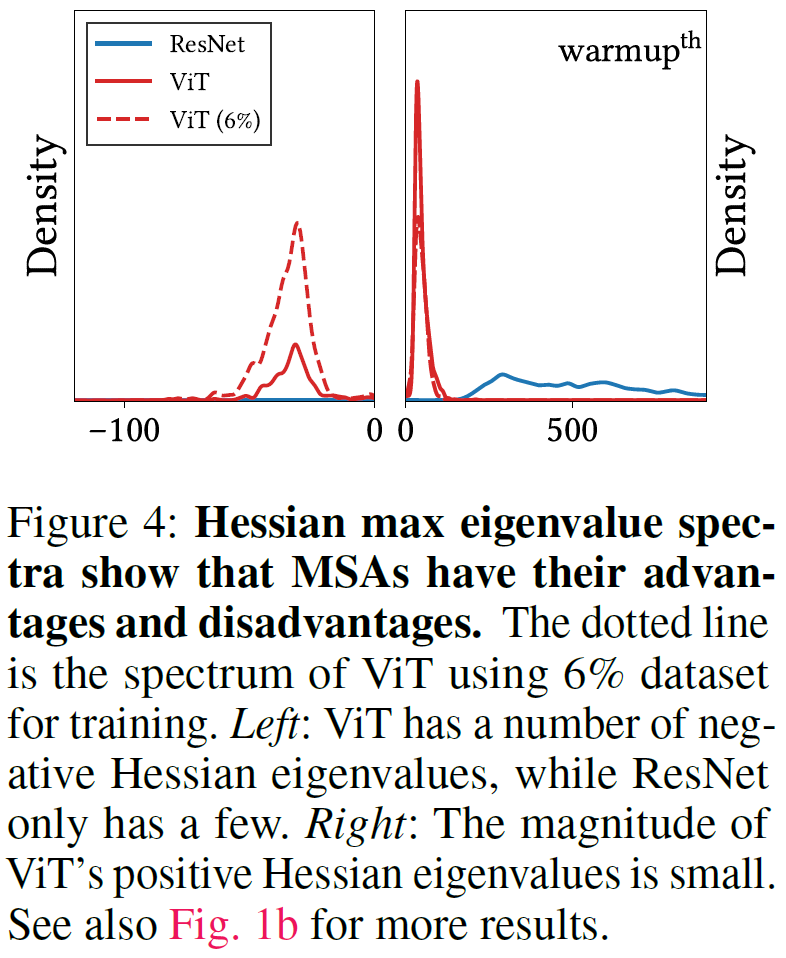 ResNet
ViT
ViT (6%)
warmupth
Density
Density
−100
0
0
500
Figure 4: Hessian max eigenvalue spec-
tra show that MSAs have their advan-
tages and disadvantages. The dotted line
is the spectrum of ViT using 6% dataset
for training. Left: ViT has a number of neg-
ative Hessian eigenvalues, while ResNet
only has a few. Right: The magnitude of
ViT's positive Hessian eigenvalues is small.
See also Fig. 1b for more results.